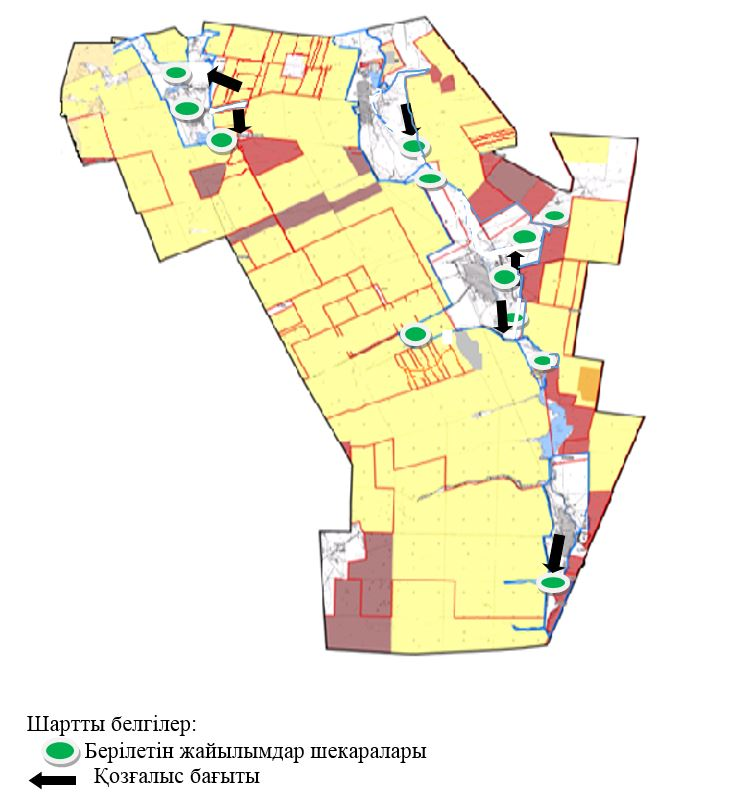 Шартты белгілер:
Берілетін жайылымдар шекаралары
Қозғалыс бағыты